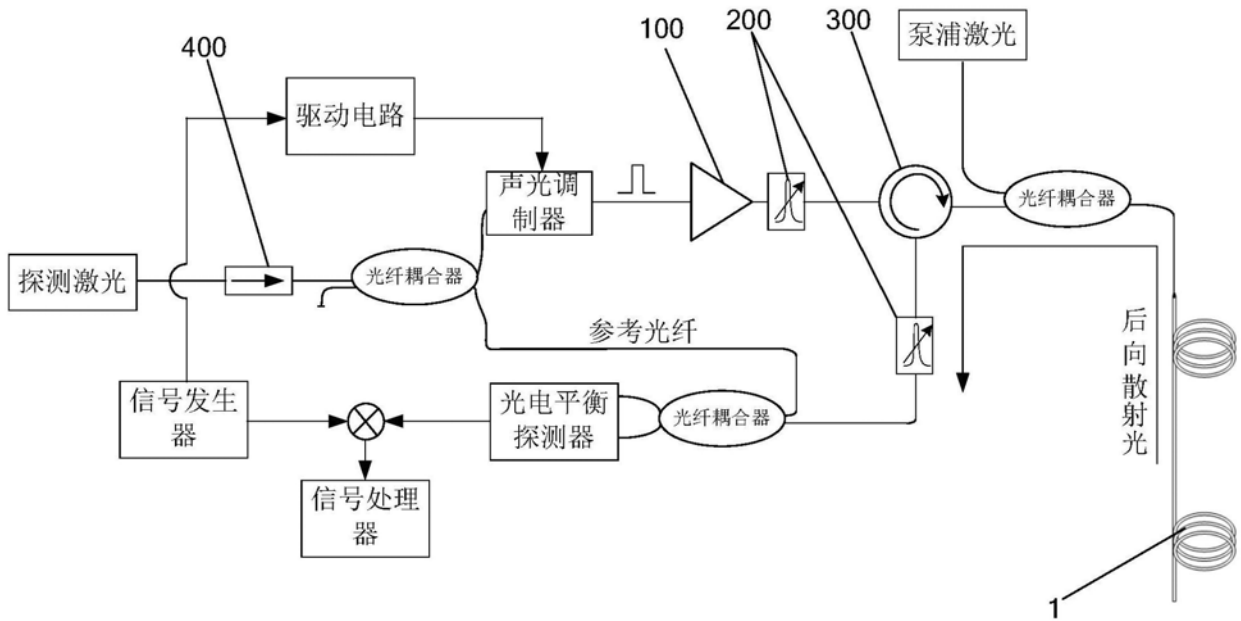 400
100
200
300
泵浦激光
驱动电路
声光调
制器
光纤耦合器
探测激光
光纤耦合器
参考光纤
后向散射光
信号发生
器
光电平衡
探测器
光纤耦合器
信号处理
器
1